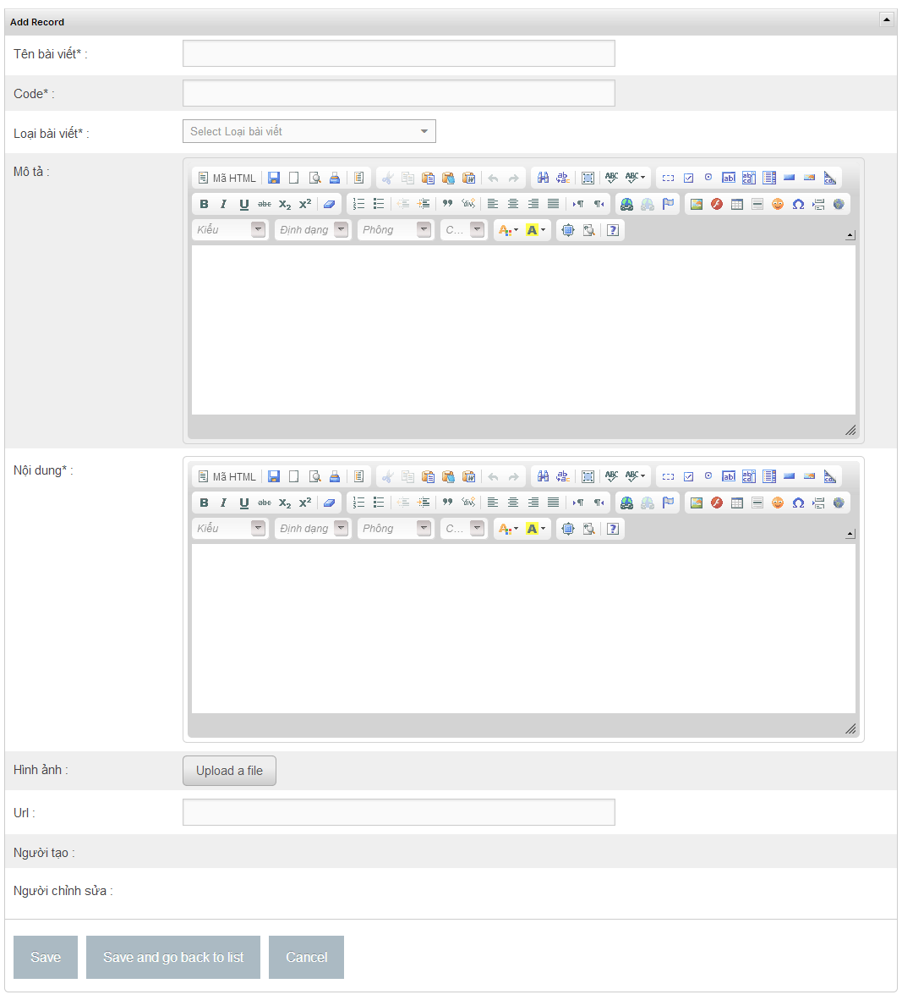 Add Record
Tên bài viết* :
Code* :
Loại bài viết* :
Select Loại bài viết
Mô tả :
Mã HTML
Kiểu
Định dạng
Phông
C...
Nội dung* :
Mã HTML
Kiểu
Định dạng
Phông
C...
Hình ảnh :
Upload a file
Url :
Người tạo :
Người chỉnh sửa :
Save
Save and go back to list
Cancel